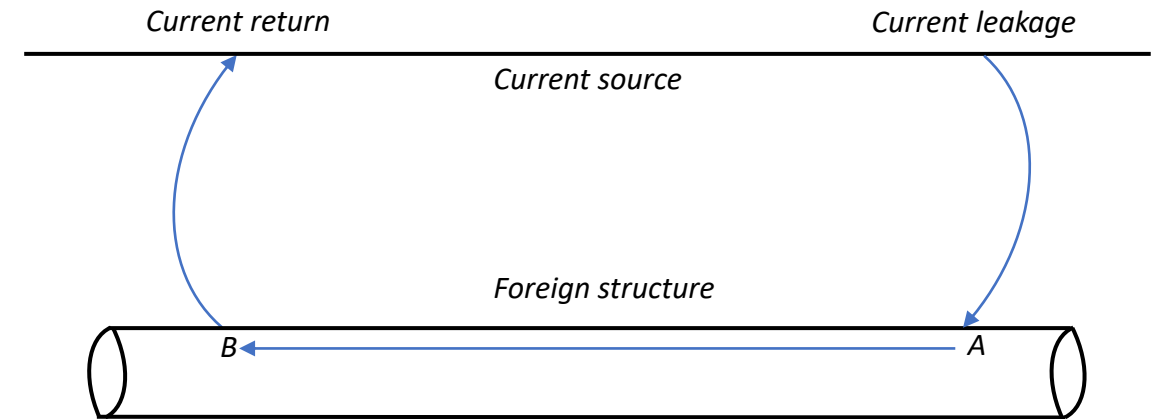 Current return
Current leakage
Current source
Foreign structure
B
A